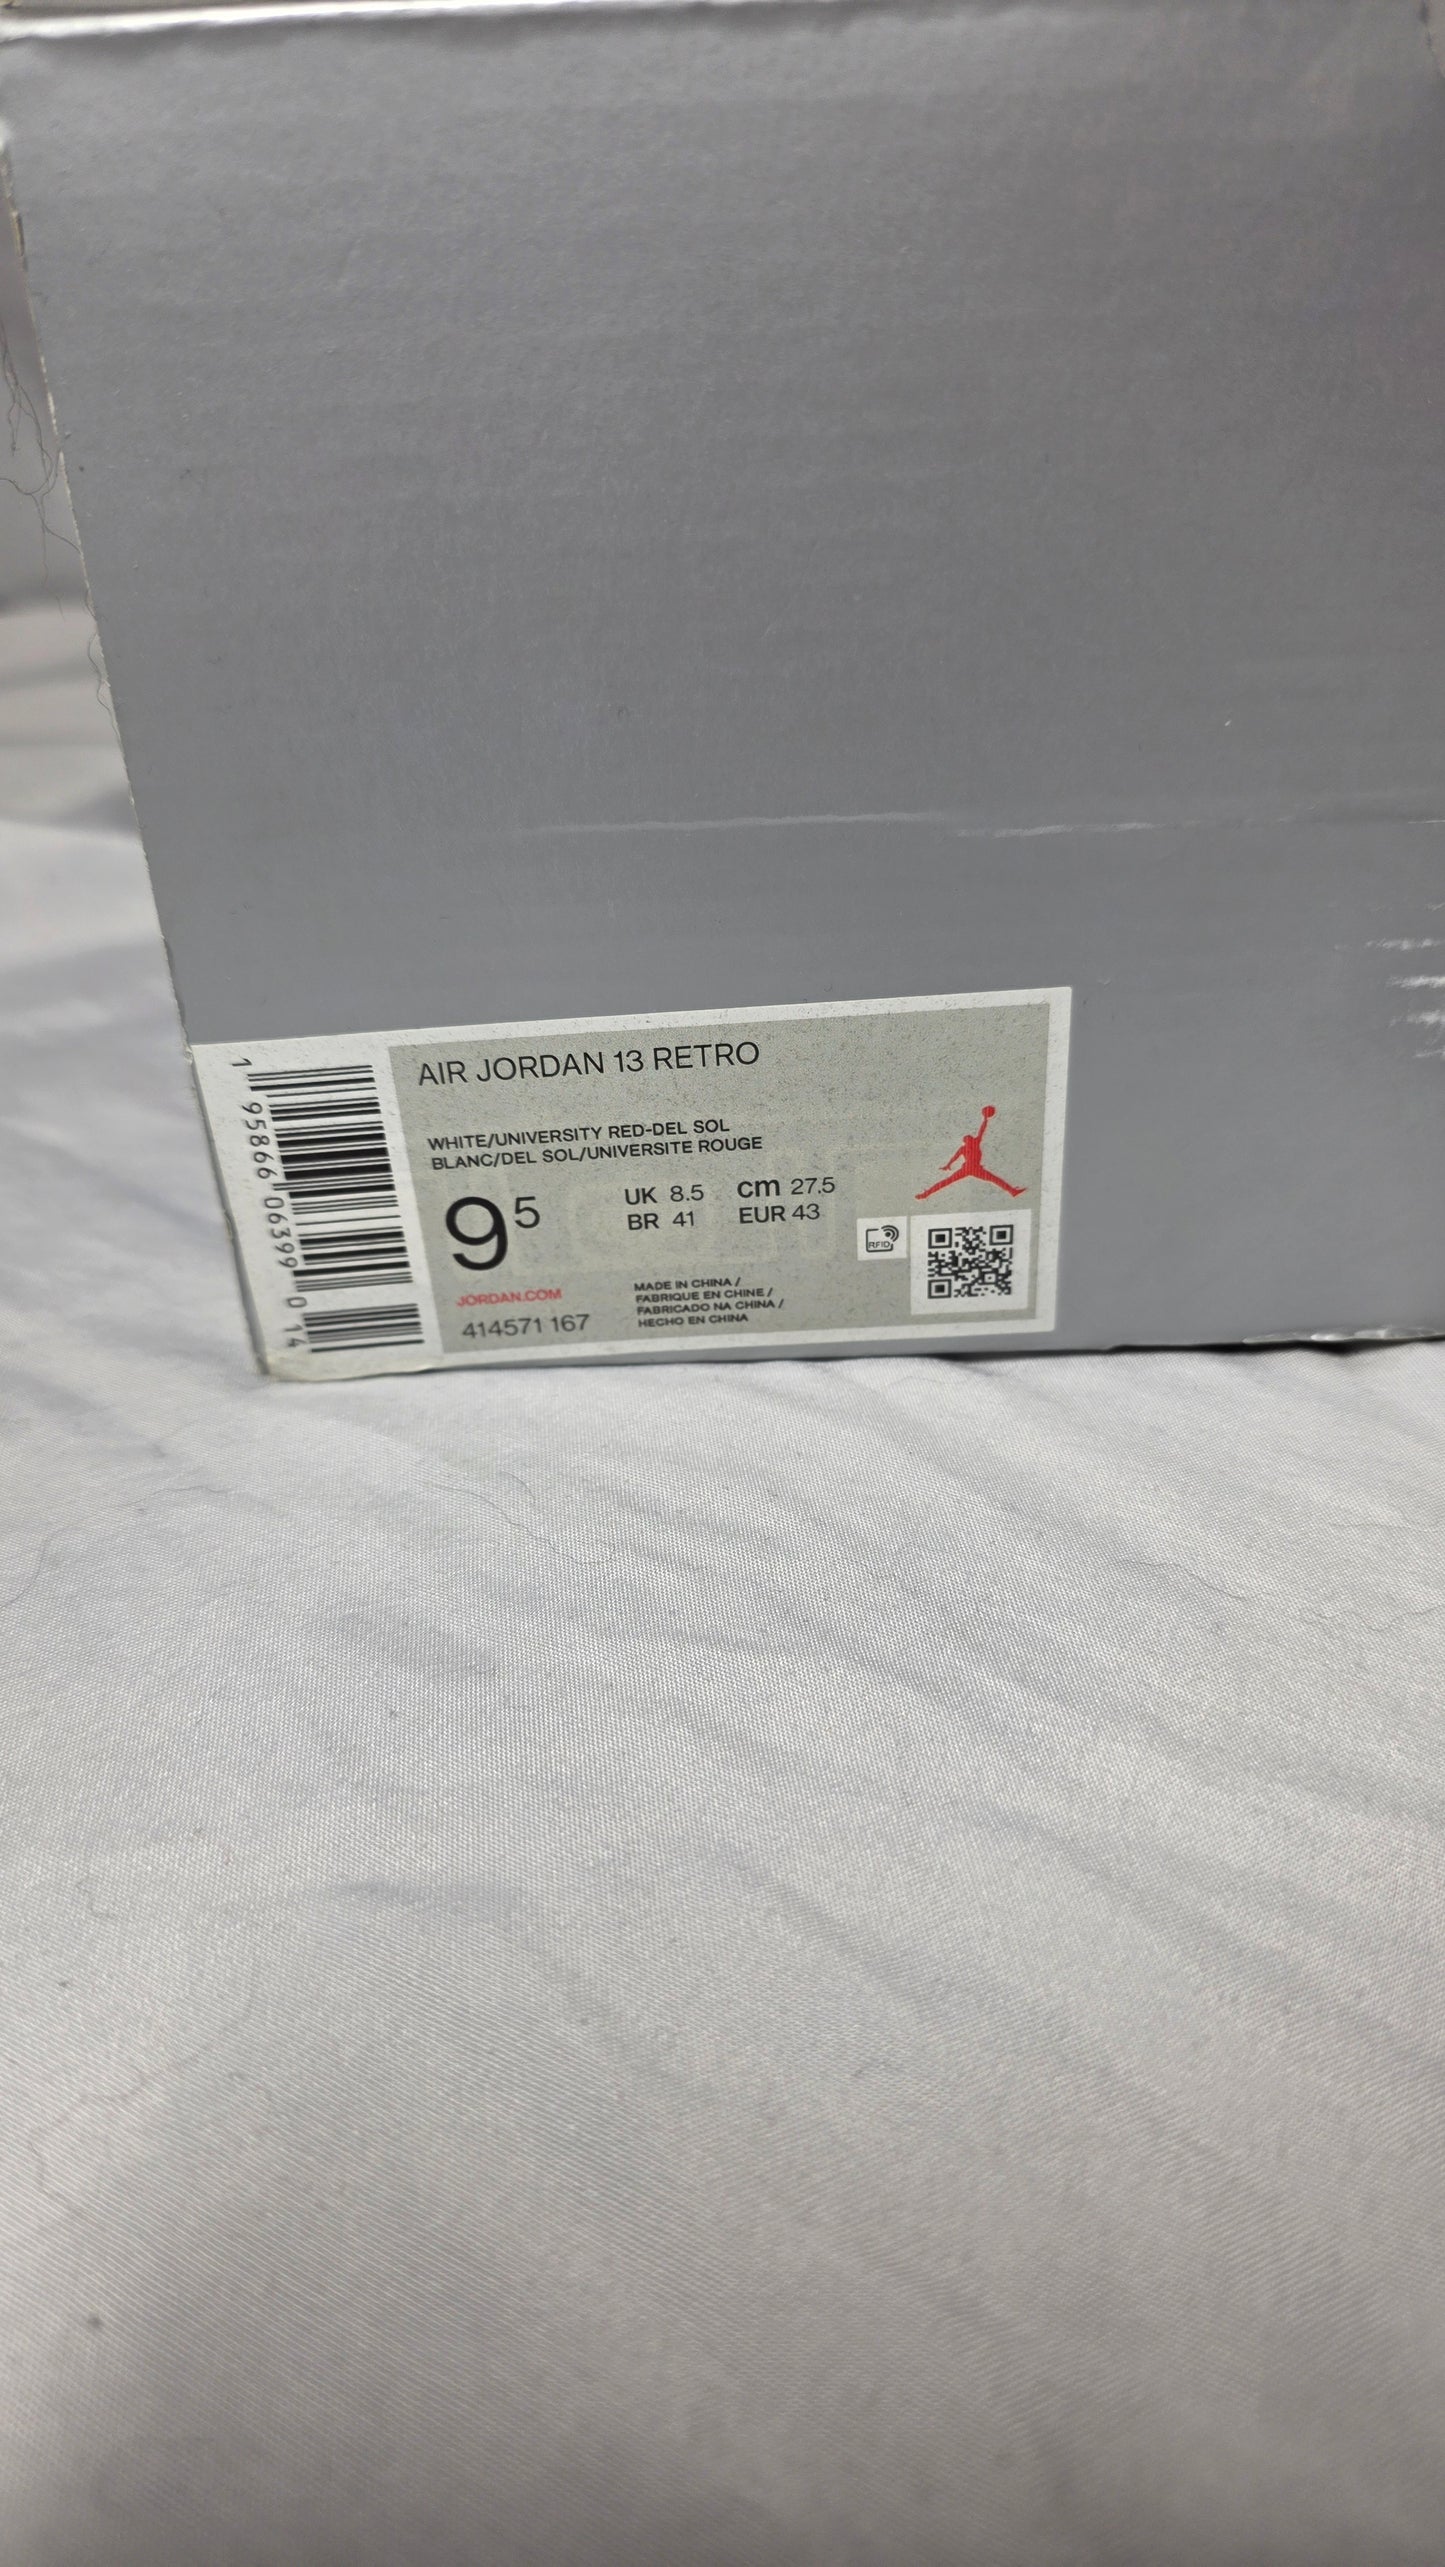 AIR JORDAN 13 RETRO
WHITE/UNIVERSITY RED-DEL SOL
BLANC/DEL SOL/UNIVERSITE ROUGE
9⁵
UK 8.5 cm 27.5
BR 41 EUR 43
RFID
JORDAN.COM
414571 167
MADE IN CHINA /
FABRIQUE EN CHINE /
FABRICADO NA CHINA /
HECHO EN CHINA
1 95866 06399 0 14